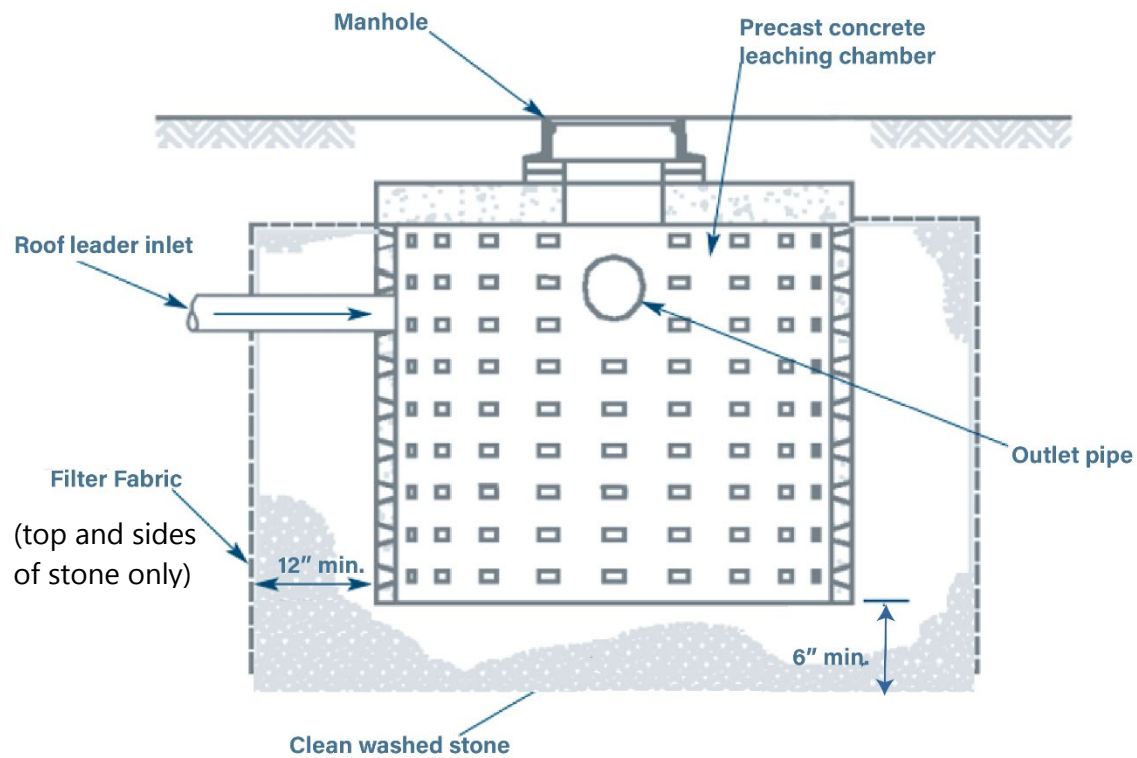 Manhole
Precast concrete
leaching chamber
Roof leader inlet
Outlet pipe
Filter Fabric
(top and sides
of stone only)
12” min.
6” min.
Clean washed stone